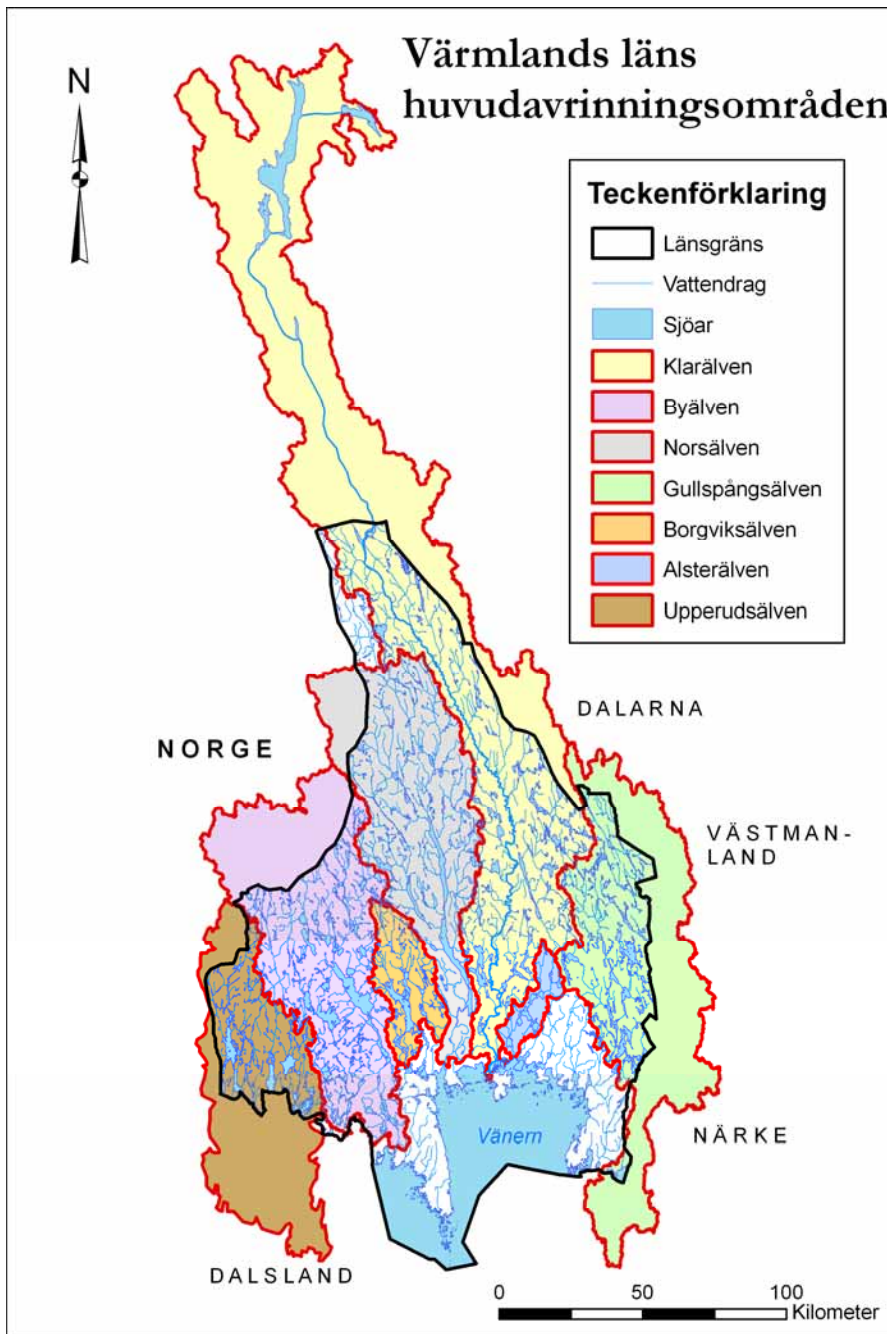 Värmlands läns
huvudavrinningsområden
N
Teckenförklaring
Länsgräns
Vattendrag
Sjöar
Klarälven
Byälven
Norsälven
Gullspångsälven
Borgviksälven
Alsterälven
Upperudsälven
DALARNA
NORGE
VÄSTMAN-
LAND
Vänern
NÄRKE
DALSLAND
0 50 100
Kilometer